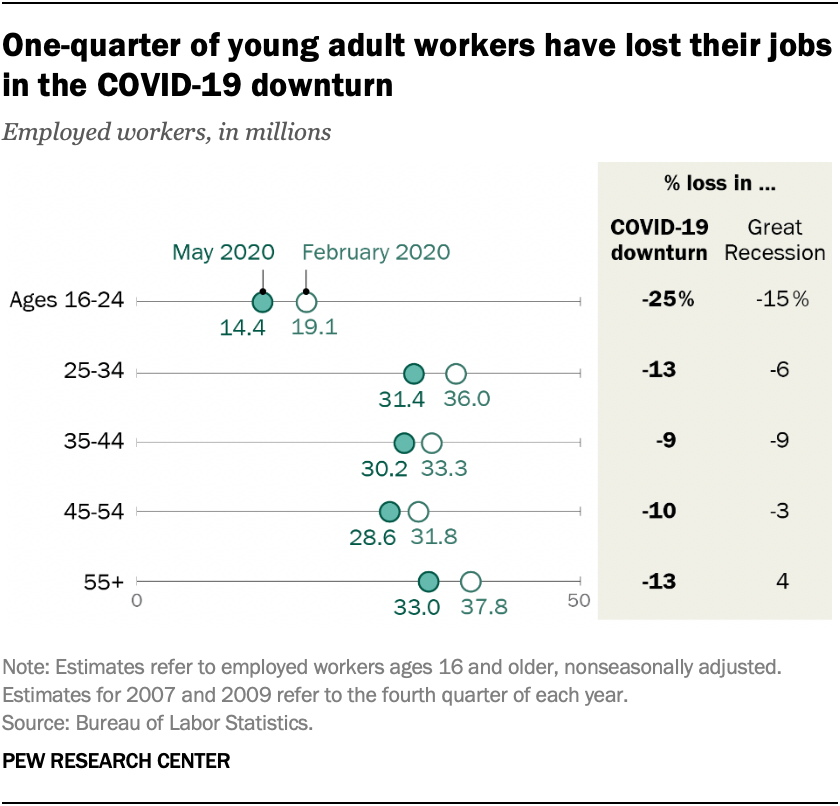 One-quarter of young adult workers have lost their jobs
in the COVID-19 downturn
Employed workers, in millions
% loss in ...
COVID-19 downturn
Great Recession
May 2020
February 2020
Ages 16-24
14.4
19.1
-25%
-15%
25-34
31.4
36.0
-13
-6
35-44
30.2
33.3
-9
-9
45-54
28.6
31.8
-10
-3
55+
0
50
33.0
37.8
-13
4
Note: Estimates refer to employed workers ages 16 and older, nonseasonally adjusted.
Estimates for 2007 and 2009 refer to the fourth quarter of each year.
Source: Bureau of Labor Statistics.
PEW RESEARCH CENTER